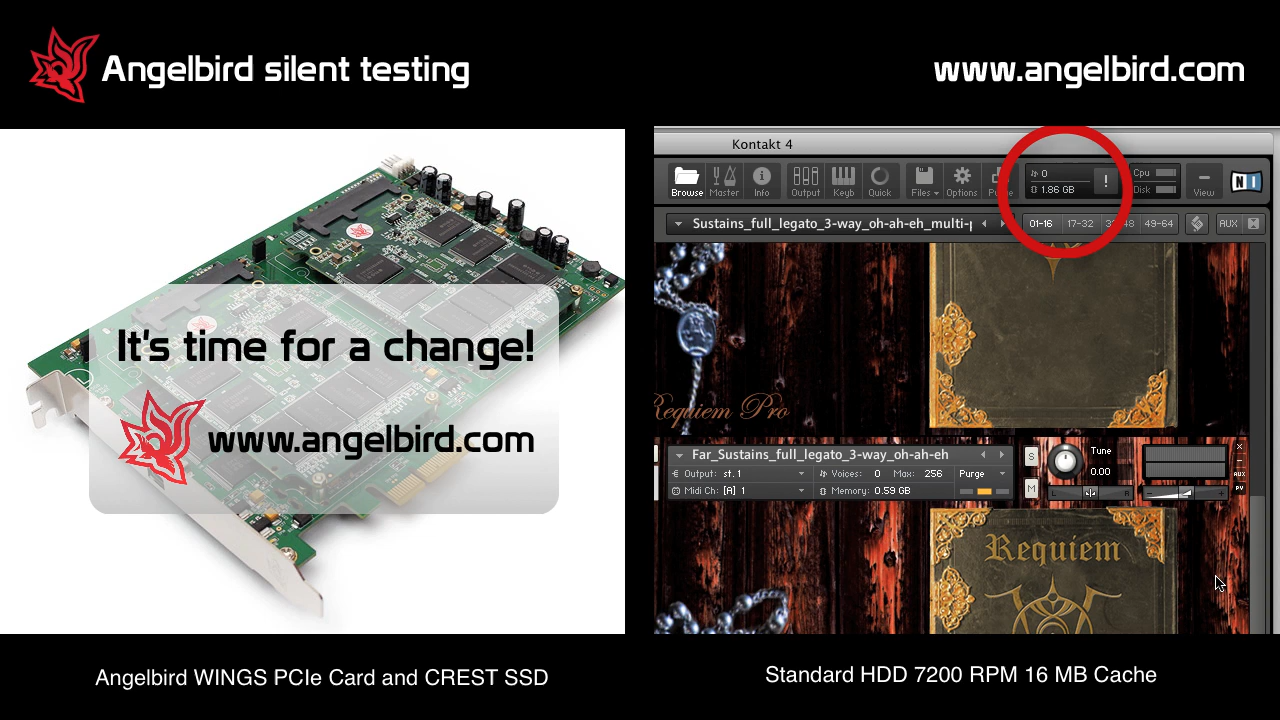 Angelbird silent testing
www.angelbird.com
It's time for a change!
www.angelbird.com
Kontakt 4
Browse Master Info Output Keyb Quick Files Options
0
1.86 GB
!
Cpu
Disk
View
NI
Sustains_full_legato_3-way_oh-ah-eh_multi-p
01-16 17-32 49-64 AUX
Requiem Pro
Far_Sustains_full_legato_3-way_oh-ah-eh
Output: st.1 Voices: 0 Max: 256 Purge
Midi Ch: [A] 1 Memory: 0.59 GB
S
M
Tune
0.00
L R
- +
x
-
AUX
PV
Requiem
Angelbird WINGS PCIe Card and CREST SSD
Standard HDD 7200 RPM 16 MB Cache